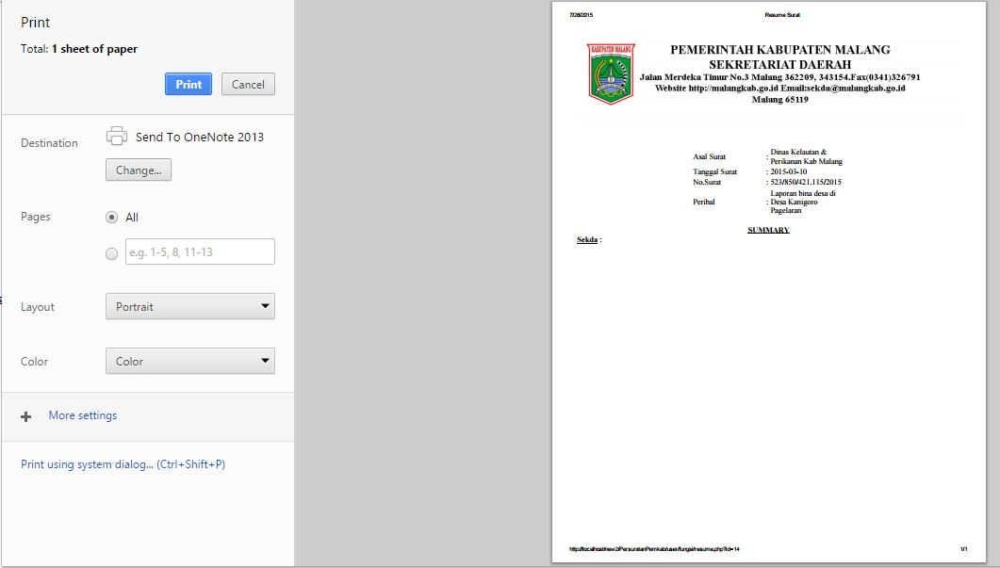 Print
Total: 1 sheet of paper
Print Cancel
Destination Send To OneNote 2013
Change...
Pages All
e.g. 1-5, 8, 11-13
Layout Portrait
Color Color
More settings
Print using system dialog... (Ctrl+Shift+P)
7/28/2015 Resume Surat
KABUPATEN MALANG
PEMERINTAH KABUPATEN MALANG
SEKRETARIAT DAERAH
Jalan Merdeka Timur No.3 Malang 362209, 343154.Fax(0341)326791
Website http://malangkab.go.id Email:sekda@malangkab.go.id
Malang 65119
Asal Surat : Dinas Kelautan &
Perikanan Kab Malang
Tanggal Surat : 2015-03-10
No.Surat : 523/850/421.115/2015
Perihal : Laporan bina desa di
Desa Kanigoro
Pagelaran
SUMMARY
Sekda :
http://localhost/new2/PersuratanPemkab/user/fungsi/resume.php?id=14 1/1